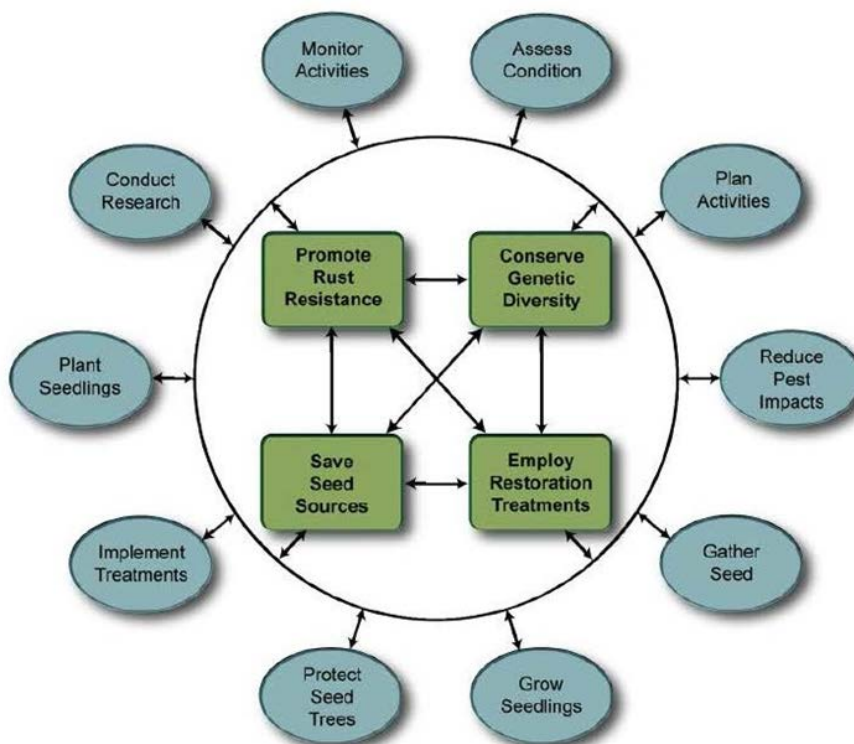 Monitor
Activities
Assess
Condition
Conduct
Research
Plan
Activities
Promote
Rust
Resistance
Conserve
Genetic
Diversity
Plant
Seedlings
Reduce
Pest
Impacts
Save
Seed
Sources
Employ
Restoration
Treatments
Implement
Treatments
Gather
Seed
Protect
Seed
Trees
Grow
Seedlings